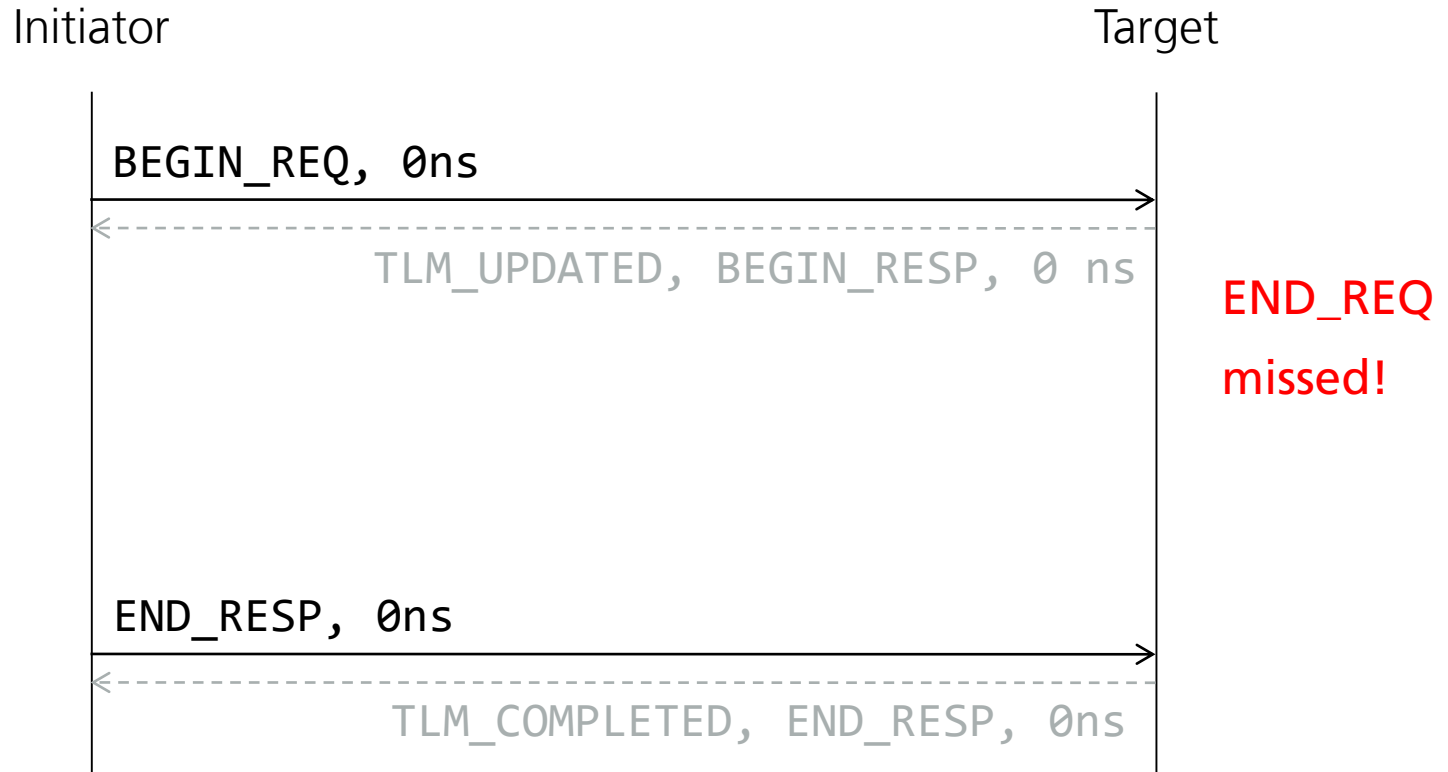 Initiator
Target
BEGIN_REQ, 0ns
TLM_UPDATED, BEGIN_RESP, 0 ns
END_REQ
missed!
END_RESP, 0ns
TLM_COMPLETED, END_RESP, 0ns